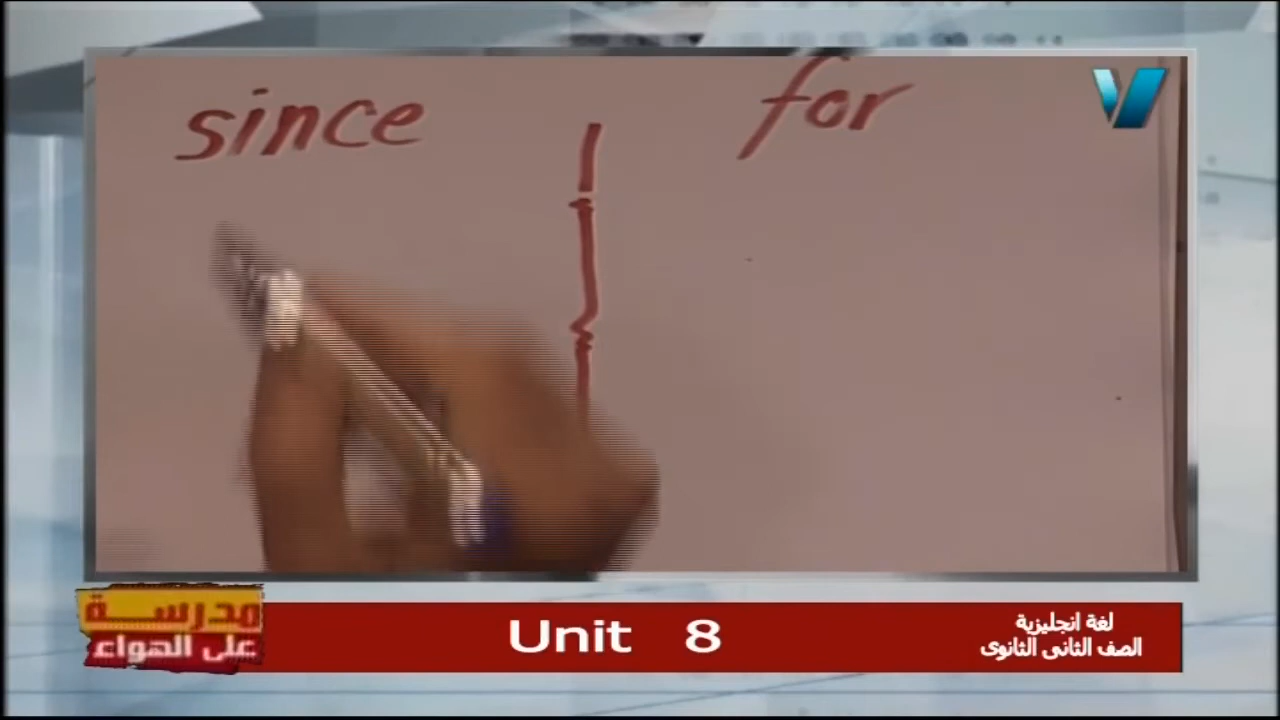 since for
مدرسة
على الهواء
Unit 8
لغة انجليزية
الصف الثانى الثانوى